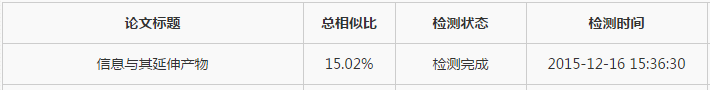 论文标题 总相似比 检测状态 检测时间
信息与其延伸产物 15.02% 检测完成 2015-12-16 15:36:30